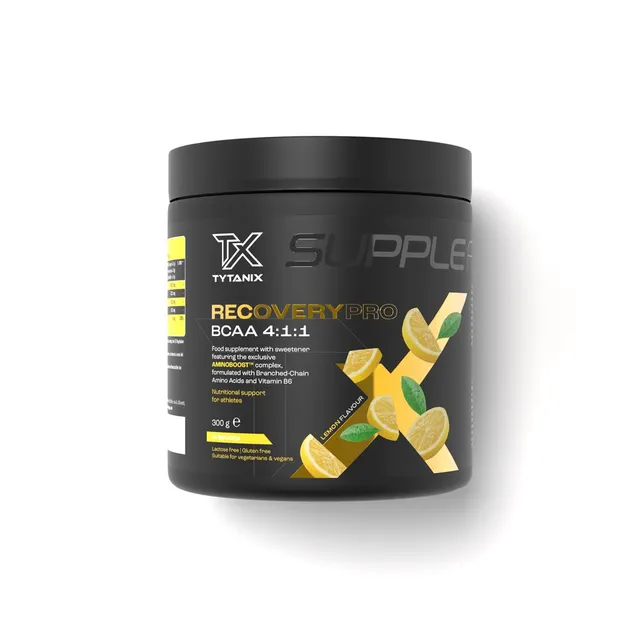 TX
TYTANIX
SUPPLE
RECOVERYPRO
BCAA 4:1:1
Food supplement with sweetener
featuring the exclusive
AMINOBOOST™ complex,
formulated with Branched-Chain
Amino Acids and Vitamin B6
Nutritional support
for athletes
300 g ℮
LEMON FLAVOUR
Lactose free | Gluten free
Suitable for vegetarians & vegans